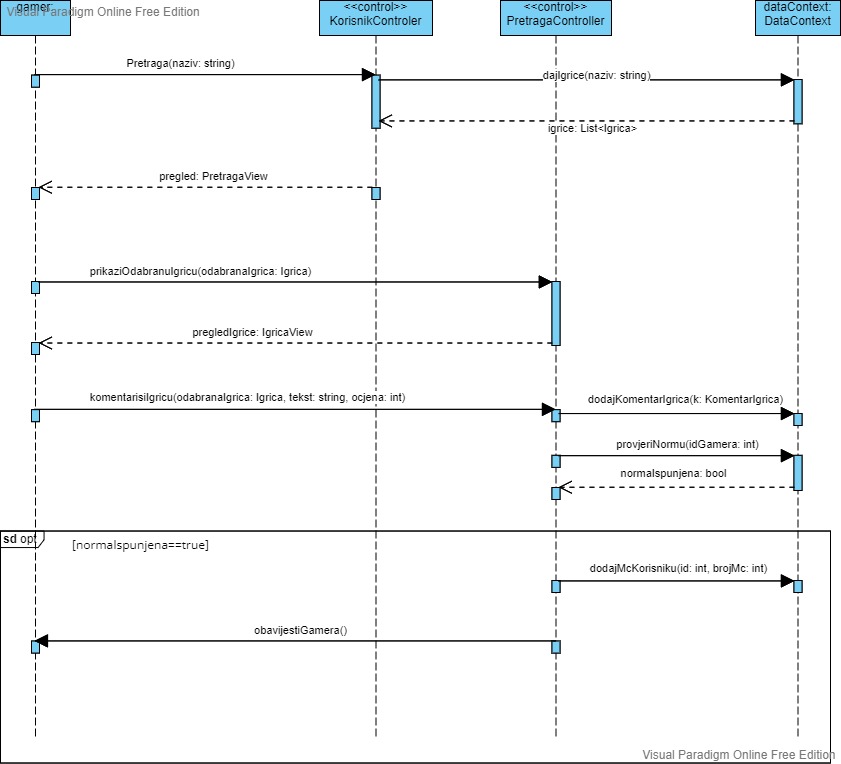 gamer:
Visual Paradigm Online Free Edition
<<control>>
KorisnikControler
<<control>>
PretragaController
dataContext:
DataContext
Pretraga(naziv: string)
dajIgrice(naziv: string)
igrice: List<Igrica>
pregled: PretragaView
prikaziOdabranuIgricu(odabranaIgrica: Igrica)
pregledIgrice: IgricaView
komentarisiIgricu(odabranaIgrica: Igrica, tekst: string, ocjena: int)
dodajKomentarIgrica(k: KomentarIgrica)
provjeriNormu(idGamera: int)
normaIspunjena: bool
sd opt
[normaIspunjena==true]
dodajMcKorisniku(id: int, brojMc: int)
obavijestiGamera()
Visual Paradigm Online Free Edition